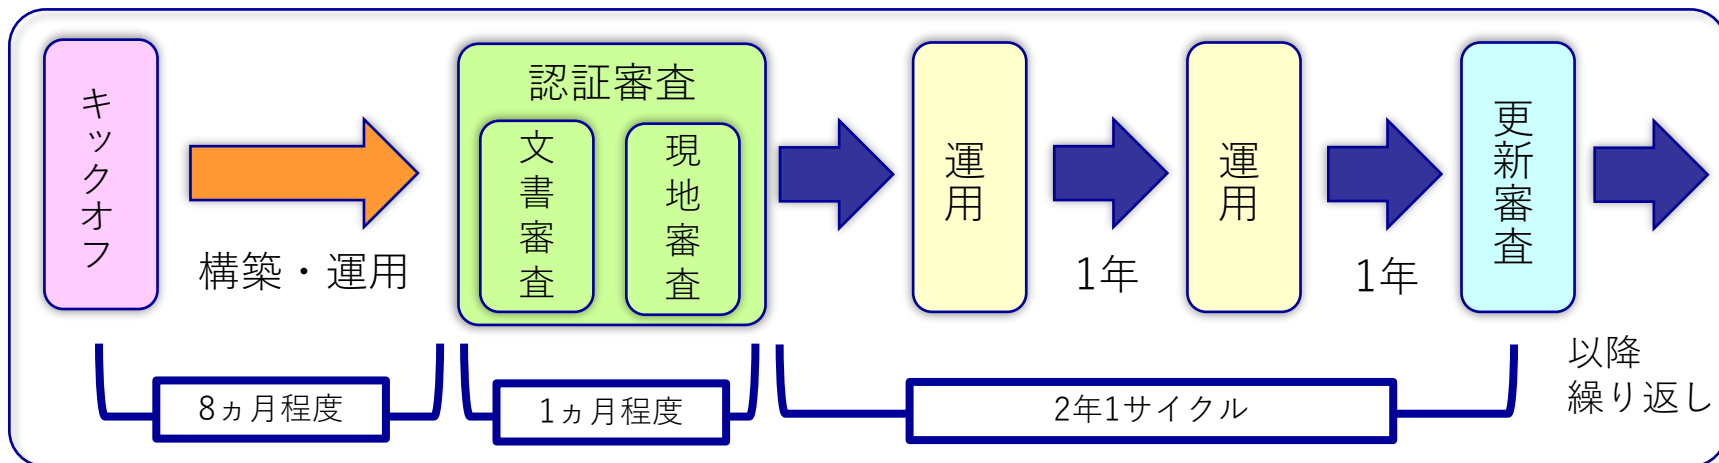 キックオフ
構築・運用
認証審査
文書審査
現地審査
運用
1年
運用
1年
更新審査
以降
繰り返し
8ヵ月程度
1ヵ月程度
2年1サイクル